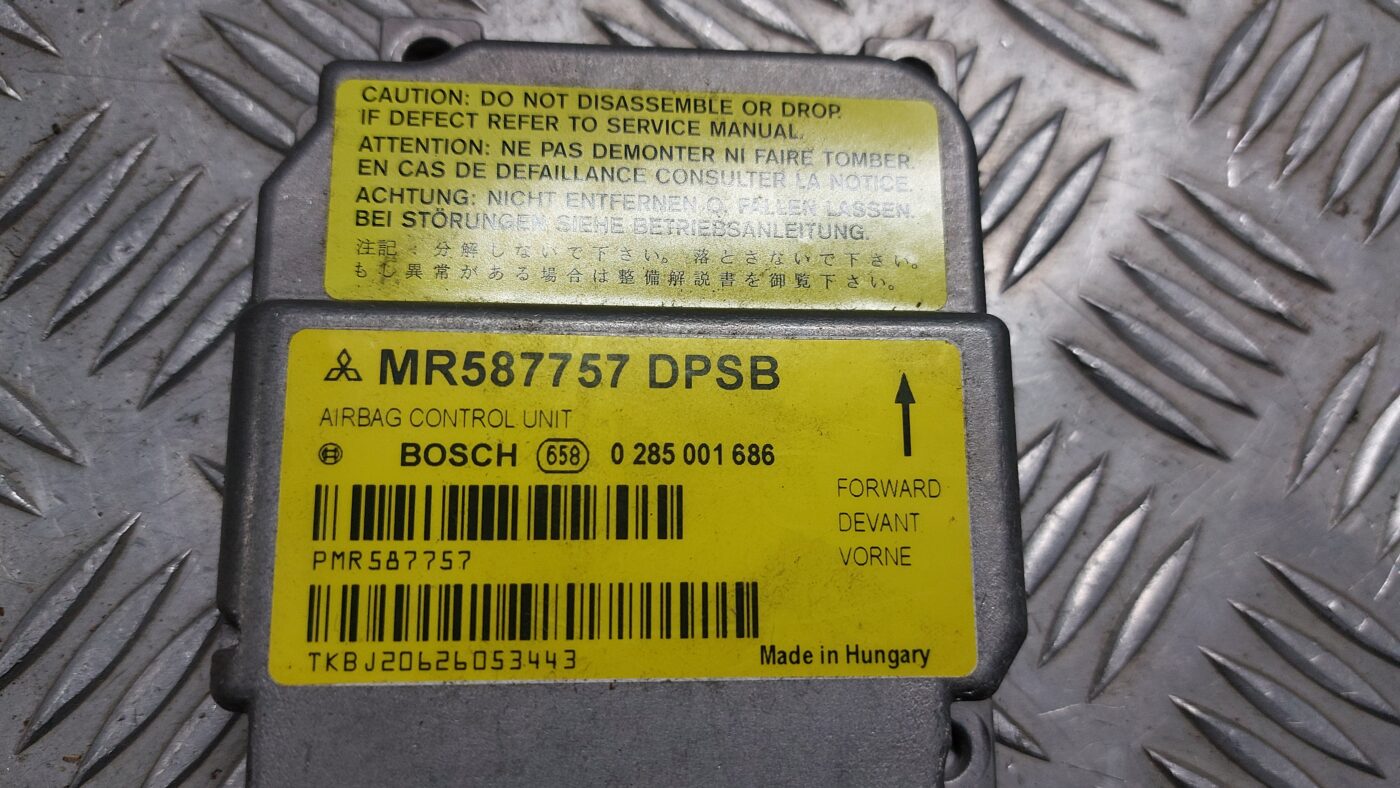 CAUTION: DO NOT DISASSEMBLE OR DROP.
IF DEFECT REFER TO SERVICE MANUAL.
ATTENTION: NE PAS DEMONTER NI FAIRE TOMBER.
EN CAS DE DEFAILLANCE CONSULTER LA NOTICE.
ACHTUNG: NICHT ENTFERNEN O. FALLEN LASSEN.
BEI STÖRUNGEN SIEHE BETRIEBSANLEITUNG.
注記：分解しないで下さい。落とさないで下さい。
もし異常がある場合は整備解説書を御覧下さい。
MR587757 DPSB
AIRBAG CONTROL UNIT
BOSCH 658 0 285 001 686
FORWARD
DEVANT
VORNE
PMR587757
TKBJ20626053443
Made in Hungary